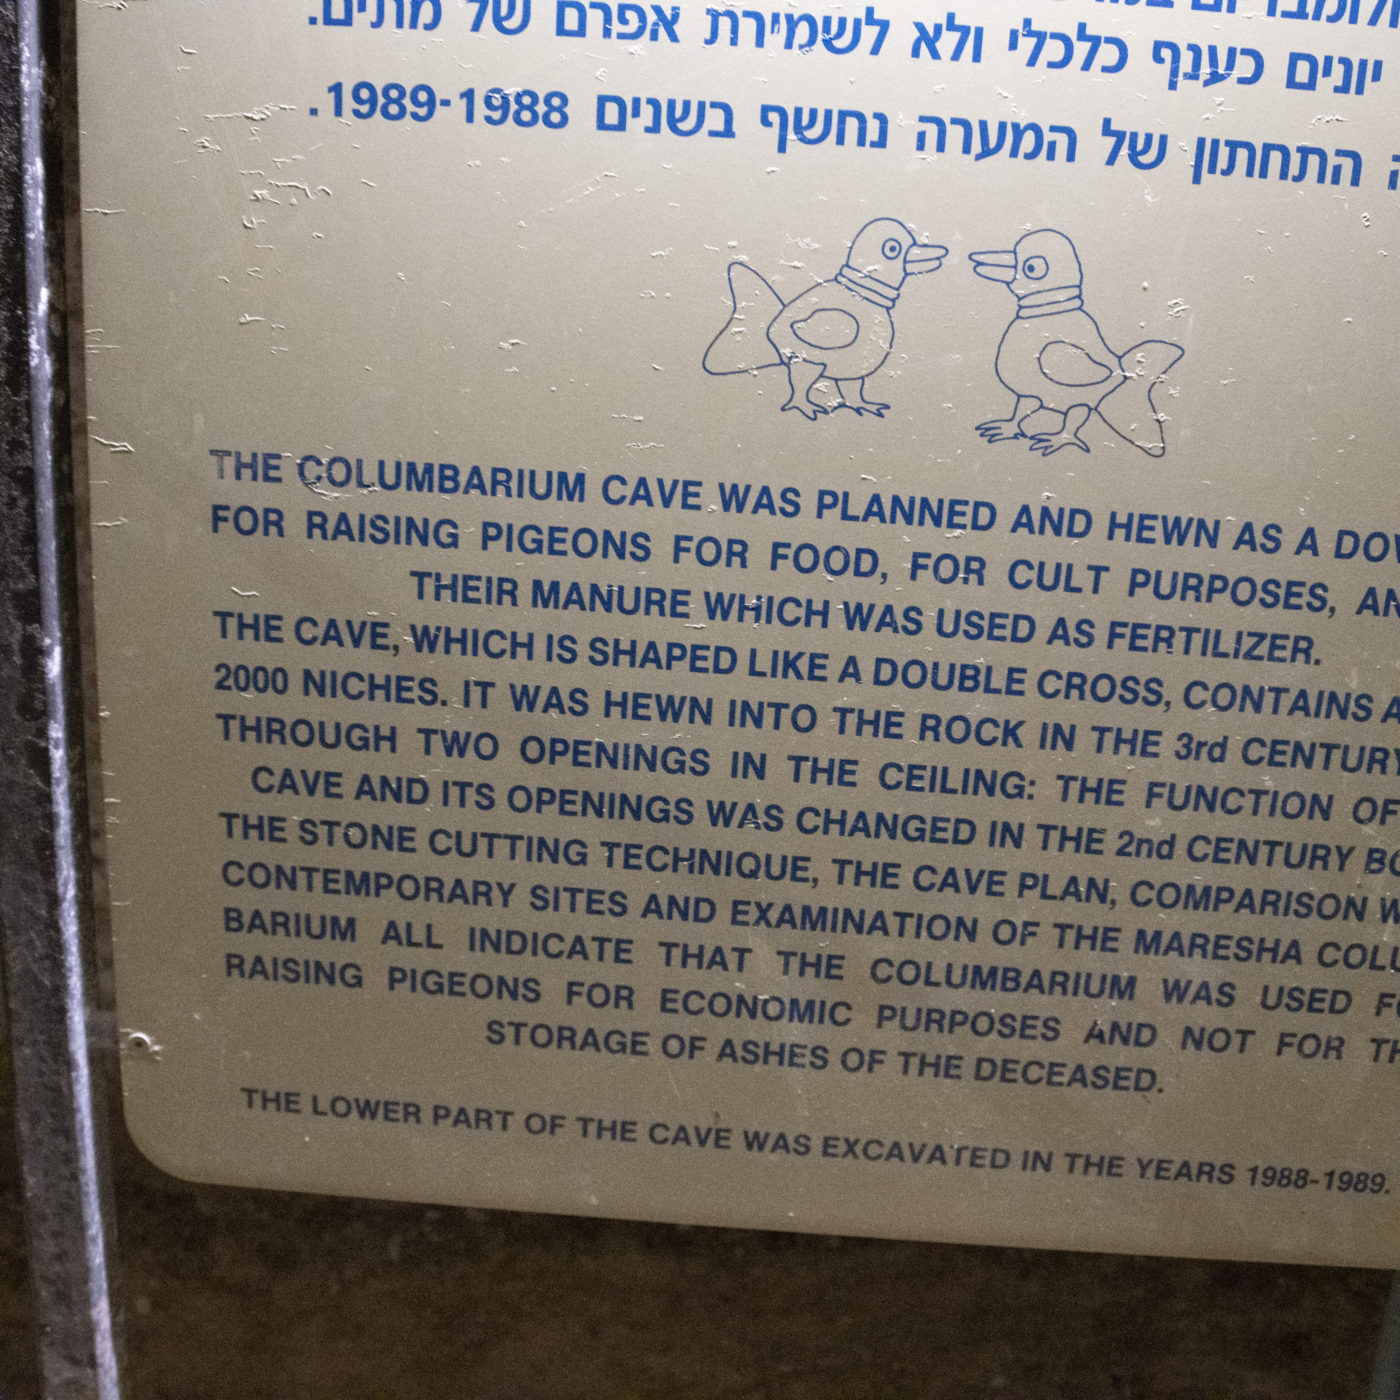 יונים כענף כלכלי ולא לשמירת אפרם של מתים.
התחתון של המערה נחשף בשנים 1989-1988.
THE COLUMBARIUM CAVE WAS PLANNED AND HEWN AS A
FOR RAISING PIGEONS FOR FOOD, FOR CULT PURPOSES,
THEIR MANURE WHICH WAS USED AS FERTILIZER.
THE CAVE, WHICH IS SHAPED LIKE A DOUBLE CROSS, CONTAINS
2000 NICHES. IT WAS HEWN INTO THE ROCK IN THE 3rd CENTURY
THROUGH TWO OPENINGS IN THE CEILING: THE FUNCTION OF
CAVE AND ITS OPENINGS WAS CHANGED IN THE 2nd CENTURY
THE STONE CUTTING TECHNIQUE, THE CAVE PLAN, COMPARISON
CONTEMPORARY SITES AND EXAMINATION OF THE MARESHA COLU
BARIUM ALL INDICATE THAT THE COLUMBARIUM WAS USED
RAISING PIGEONS FOR ECONOMIC PURPOSES AND NOT FOR
STORAGE OF ASHES OF THE DECEASED.
THE LOWER PART OF THE CAVE WAS EXCAVATED IN THE YEARS 1988-1989.